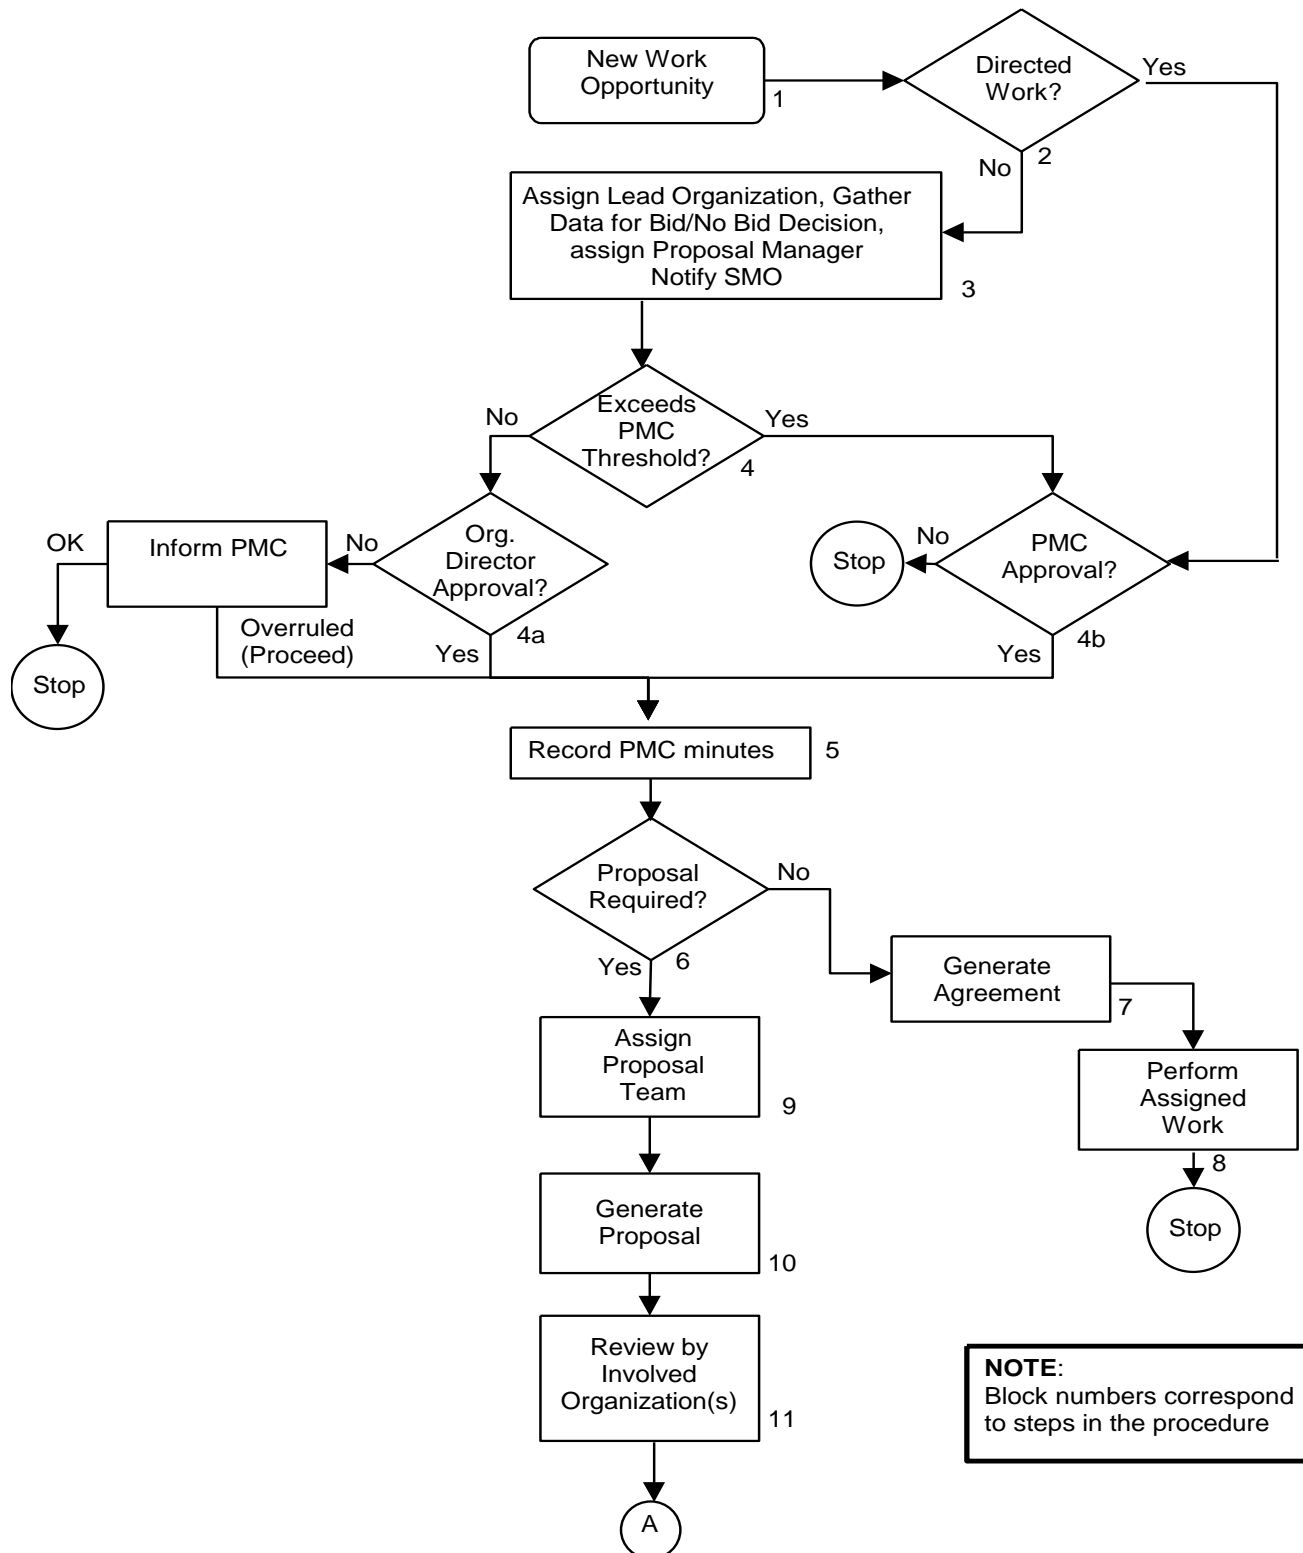 New Work
Opportunity
1
Directed
Work?
Yes
2
No
Assign Lead Organization, Gather
Data for Bid/No Bid Decision,
assign Proposal Manager
Notify SMO
3
Exceeds
PMC
Threshold?
No
Yes
4
Org.
Director
Approval?
No
4a
Yes
Inform PMC
OK
Stop
Overruled
(Proceed)
PMC
Approval?
No
Stop
4b
Yes
Record PMC minutes
5
Proposal
Required?
No
Yes
6
Generate
Agreement
7
Perform
Assigned
Work
8
Stop
Assign
Proposal
Team
9
Generate
Proposal
10
Review by
Involved
Organization(s)
11
A
NOTE:
Block numbers correspond
to steps in the procedure